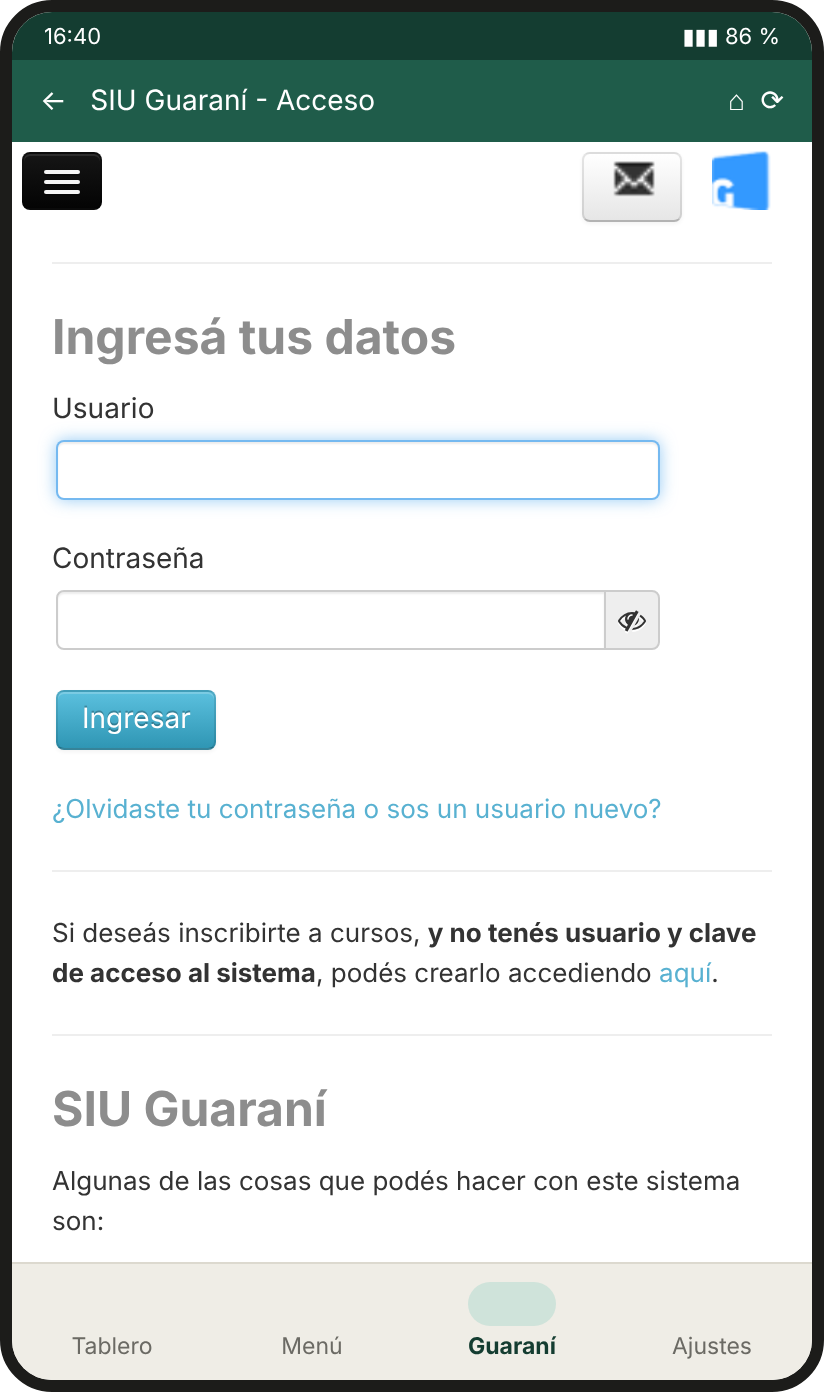 16:40
86 %
SIU Guaraní - Acceso
G
Ingresá tus datos
Usuario
Contraseña
Ingresar
¿Olvidaste tu contraseña o sos un usuario nuevo?
Si deseás inscribirte a cursos, y no tenés usuario y clave
de acceso al sistema, podés crearlo accediendo aquí.
SIU Guaraní
Algunas de las cosas que podés hacer con este sistema
son:
Tablero
Menú
Guaraní
Ajustes